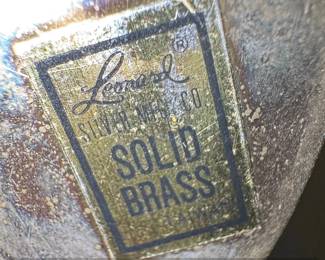 Leonard ®
SILVER MFG. CO
SOLID
BRASS